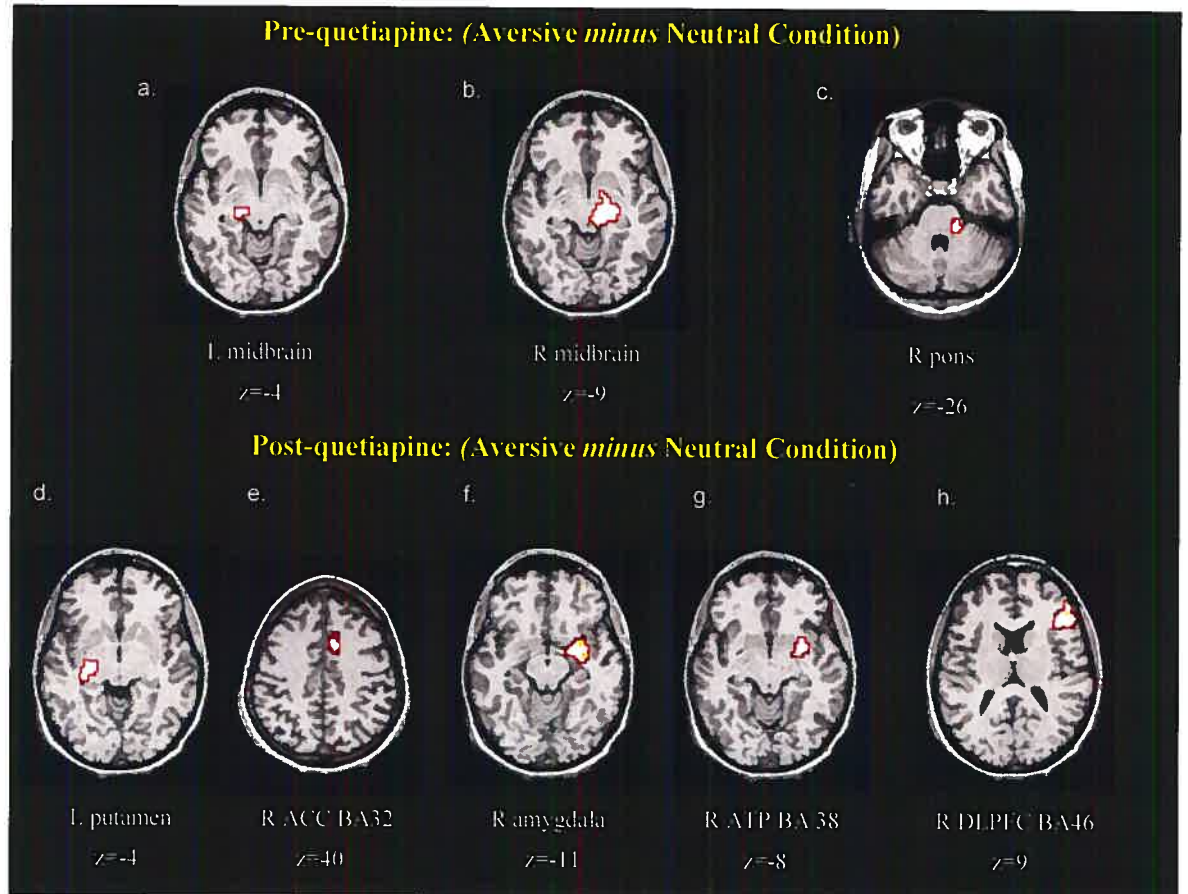 Pre-quetiapine: (Aversive minus Neutral Condition)
a.
b.
c.
L midbrain
R midbrain
R pons
z=-4
z=-9
z=-26
Post-quetiapine: (Aversive minus Neutral Condition)
d.
e.
f.
g.
h.
L putamen
R ACC BA32
R amygdala
R ATP BA 38
R DLPFC BA46
z=-4
z=40
z=-11
z=-8
z=9